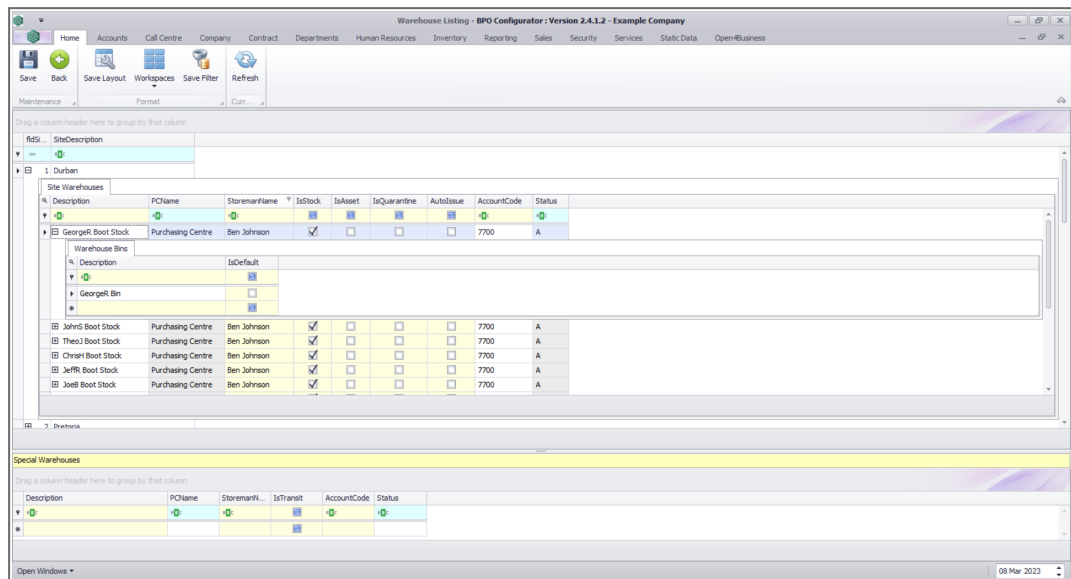 Warehouse Listing - BPO Configurator : Version 2.4.1.2 - Example Company
Home Accounts Call Centre Company Contract Departments Human Resources Inventory Reporting Sales Security Services Static Data Open4Business
Save Back Save Layout Workspaces Save Filter Refresh
Maintenance Format Curr...
Drag a column header here to group by that column
fldSi... SiteDescription
1 Durban
Site Warehouses
Description PCName StoremanName IsStock IsAsset IsQuarantine AutoIssue AccountCode Status
GeorgeR Boot Stock Purchasing Centre Ben Johnson 7700 A
Warehouse Bins
Description IsDefault
GeorgeR Bin
JohnS Boot Stock Purchasing Centre Ben Johnson 7700 A
TheoJ Boot Stock Purchasing Centre Ben Johnson 7700 A
ChrisH Boot Stock Purchasing Centre Ben Johnson 7700 A
JeffR Boot Stock Purchasing Centre Ben Johnson 7700 A
JoeB Boot Stock Purchasing Centre Ben Johnson 7700 A
2 Pretoria
Special Warehouses
Drag a column header here to group by that column
Description PCName StoremanN... IsTransit AccountCode Status
Open Windows 08 Mar 2023